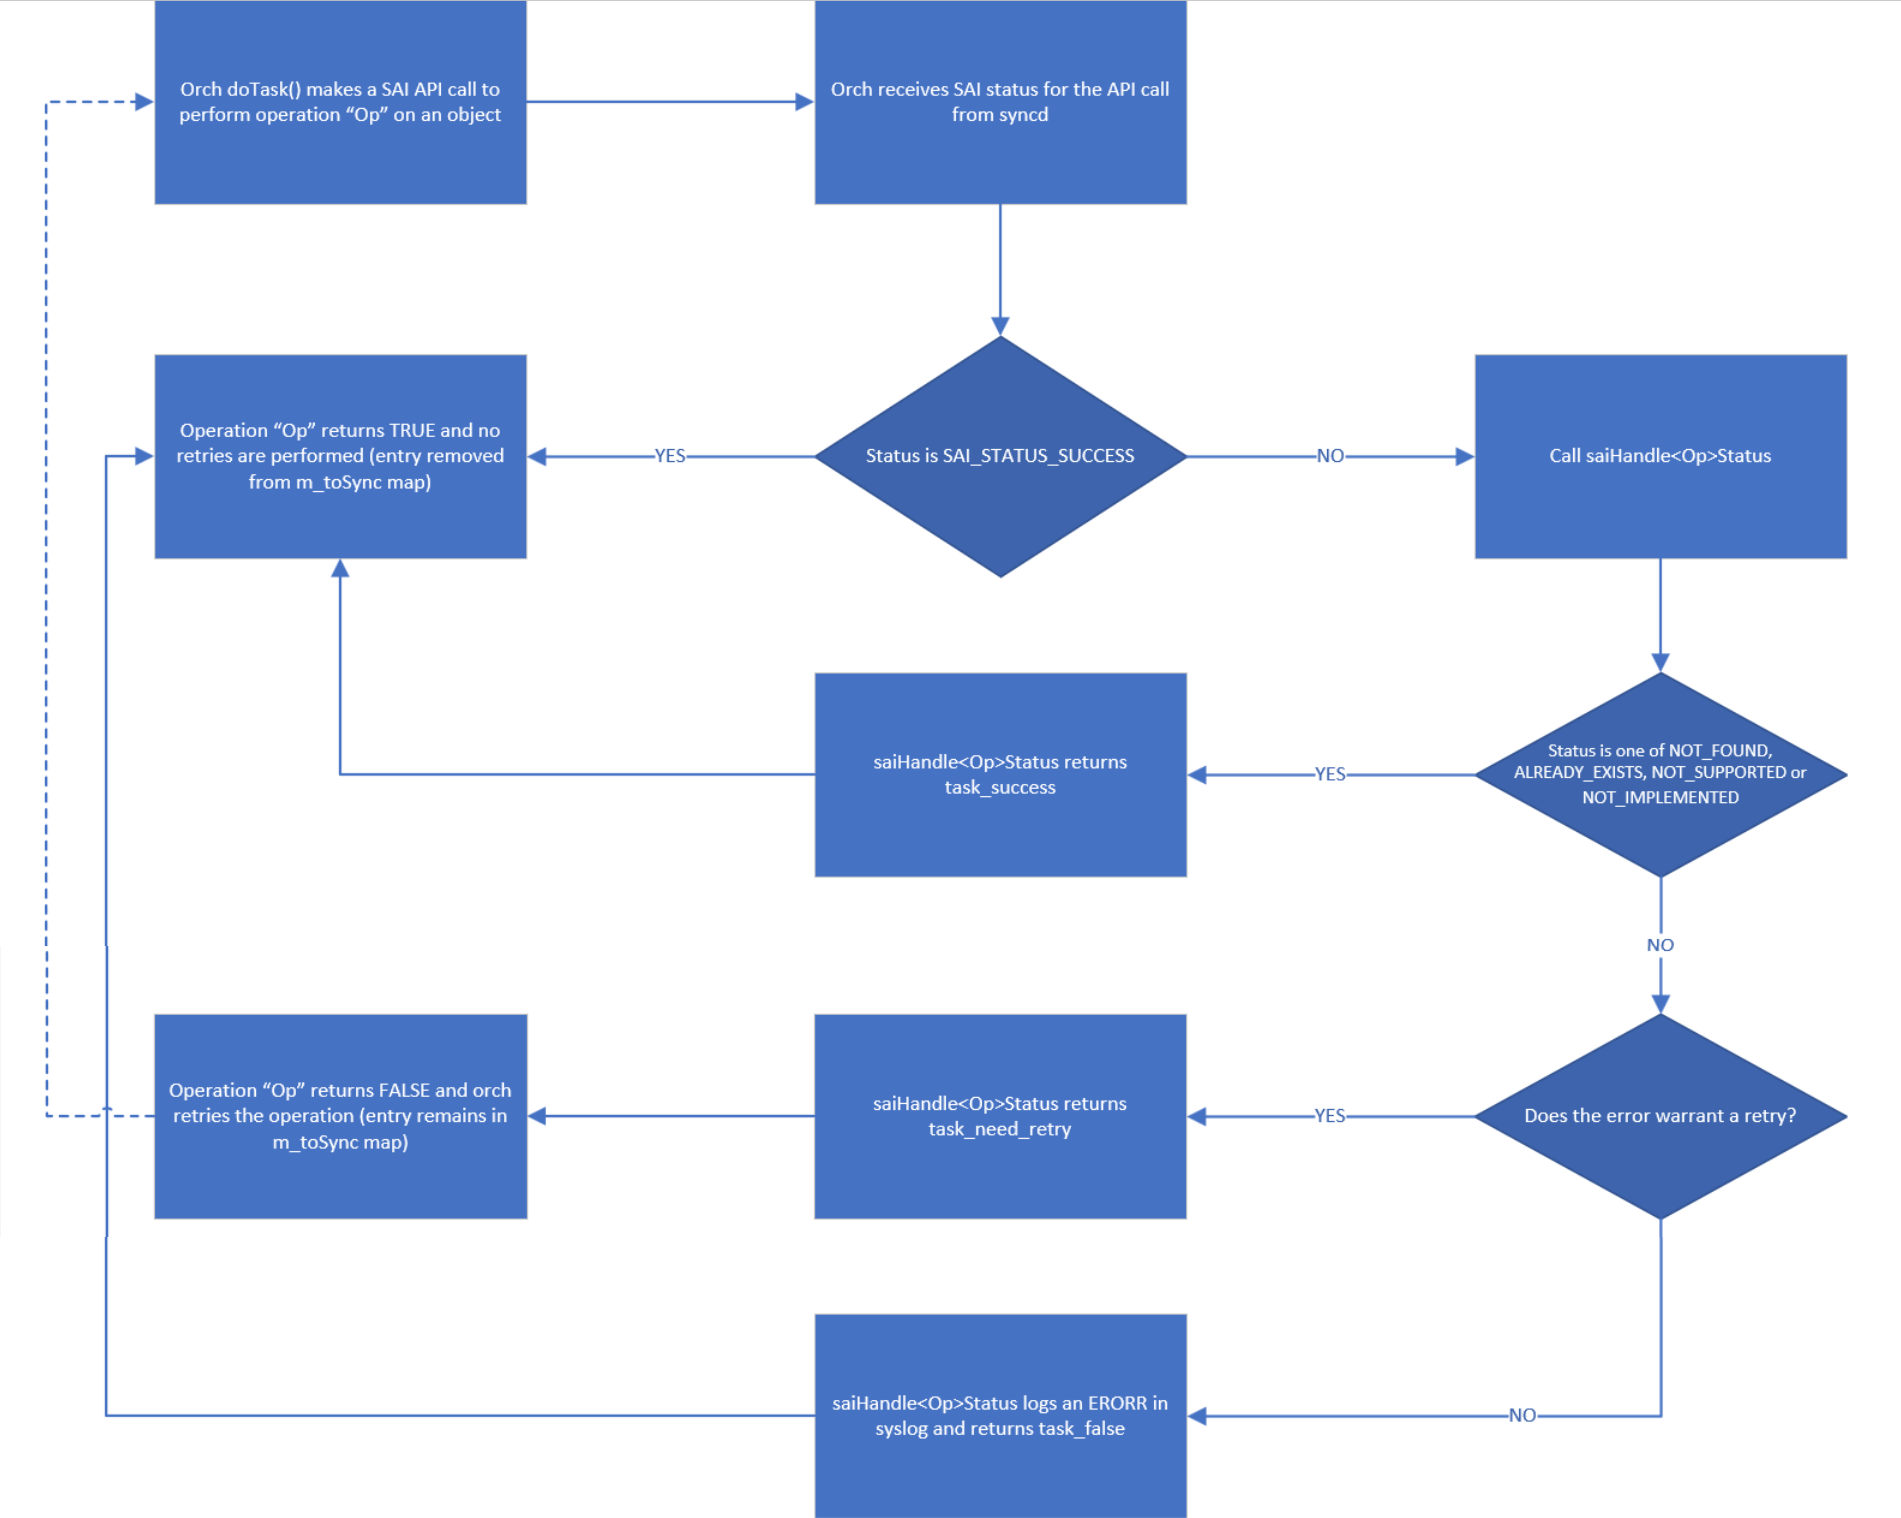 Orch doTask() makes a SAI API call to
perform operation “Op” on an object
Orch receives SAI status for the API call
from syncd
Operation “Op” returns TRUE and no
retries are performed (entry removed
from m_toSync map)
YES
Status is SAI_STATUS_SUCCESS
NO
Call saiHandle<Op>Status
saiHandle<Op>Status returns
task_success
YES
Status is one of NOT_FOUND,
ALREADY_EXISTS, NOT_SUPPORTED or
NOT_IMPLEMENTED
NO
Operation “Op” returns FALSE and orch
retries the operation (entry remains in
m_toSync map)
saiHandle<Op>Status returns
task_need_retry
YES
Does the error warrant a retry?
saiHandle<Op>Status logs an ERORR in
syslog and returns task_false
NO